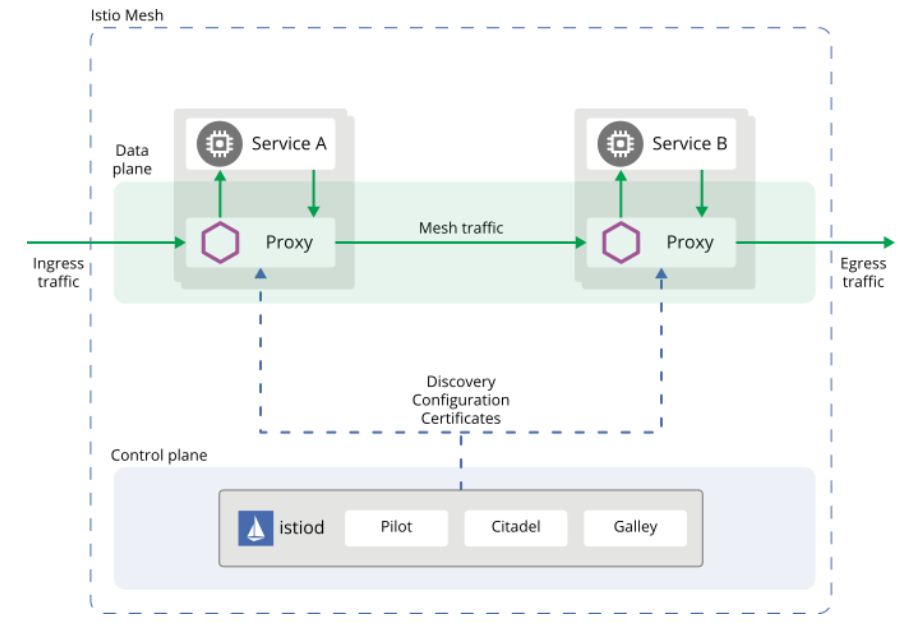 Istio Mesh
Data
plane
Service A
Service B
Proxy
Mesh traffic
Proxy
Ingress
traffic
Egress
traffic
Discovery
Configuration
Certificates
Control plane
istiod
Pilot
Citadel
Galley